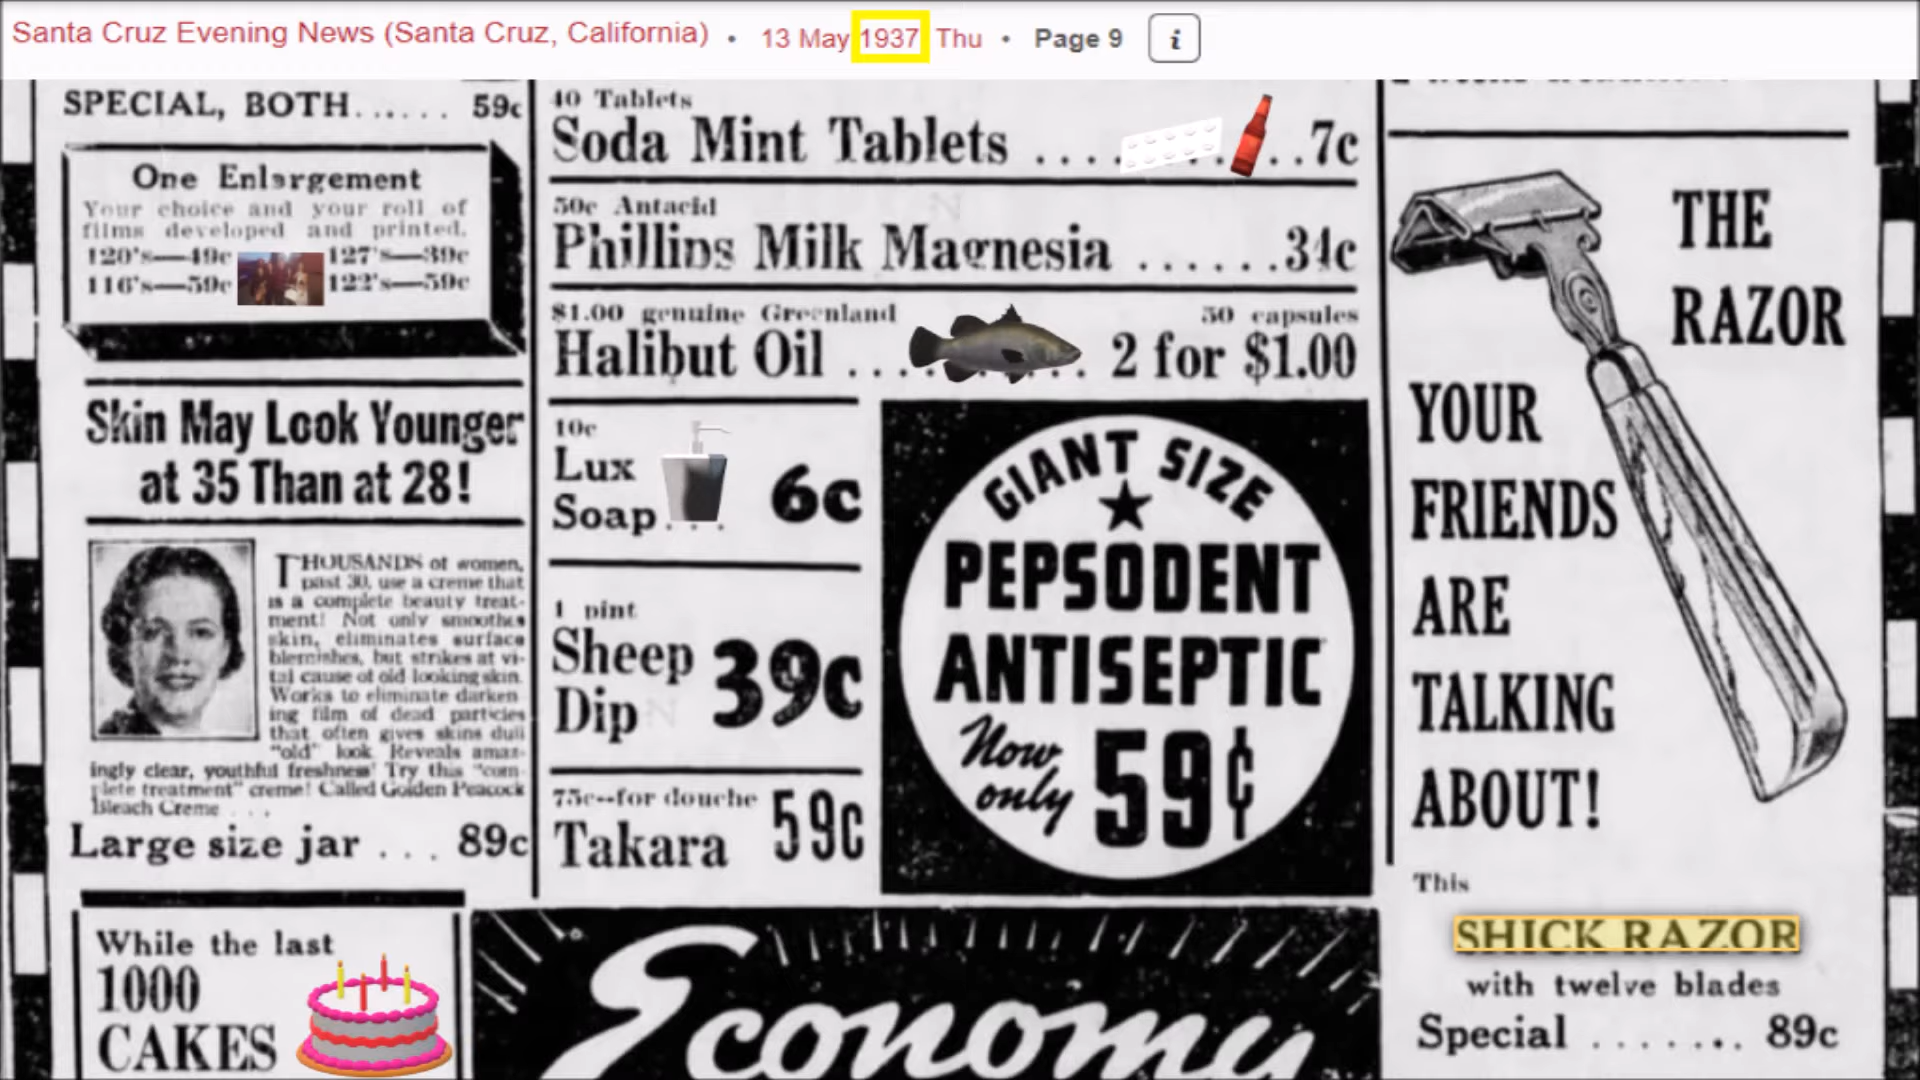 Santa Cruz Evening News (Santa Cruz, California) • 13 May 1937 Thu • Page 9 i
SPECIAL, BOTH...... 59c
One Enlargement
Your choice and your roll of
films developed and printed.
120's—49c 127's—39c
116's—59c 122's—59c
Skin May Look Younger
at 35 Than at 28!
THOUSANDS of women,
past 30, use a creme that
is a complete beauty treat-
ment! Not only smoothes
skin, eliminates surface
blemishes, but strikes at vi-
tal cause of old-looking skin.
Works to eliminate darken
ing film of dead particles
that often gives skins dull
"old" look. Reveals amaz-
ingly clear, youthful freshness! Try this "com-
plete treatment" creme! Called Golden Peacock
Bleach Creme . . .
Large size jar . . . 89c
While the last
1000
CAKES
40 Tablets
Soda Mint Tablets ........7c
50c Antacid
Phillips Milk Magnesia ......34c
$1.00 genuine Greenland 50 capsules
Halibut Oil ........ 2 for $1.00
10c
Lux
Soap... 6c
1 pint
Sheep
Dip 39c
75c--for douche
Takara 59c
GIANT SIZE
PEPSODENT
ANTISEPTIC
Now
only 59¢
Economy
THE
RAZOR
YOUR
FRIENDS
ARE
TALKING
ABOUT!
This
SHICK RAZOR
with twelve blades
Special ....... 89c